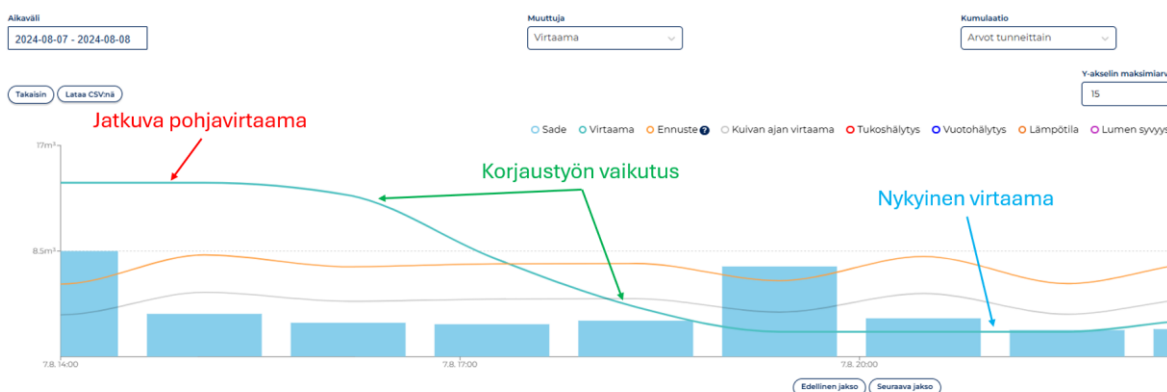 Aikaväli
2024-08-07 - 2024-08-08
Muuttuja
Virtaama
Kumulaatio
Arvot tunneittain
Takaisin
Lataa CSV:nä
Y-akselin maksimiarv
15
Jatkuva pohjavirtaama
Sade Virtaama Ennuste ? Kuivan ajan virtaama Tukoshälytys Vuotohälytys Lämpötila Lumen syvyys
17m³
Korjaustyön vaikutus
Nykyinen virtaama
8.5m³
7.8. 14:00
7.8. 17:00
7.8. 20:00
Edellinen jakso
Seuraava jakso